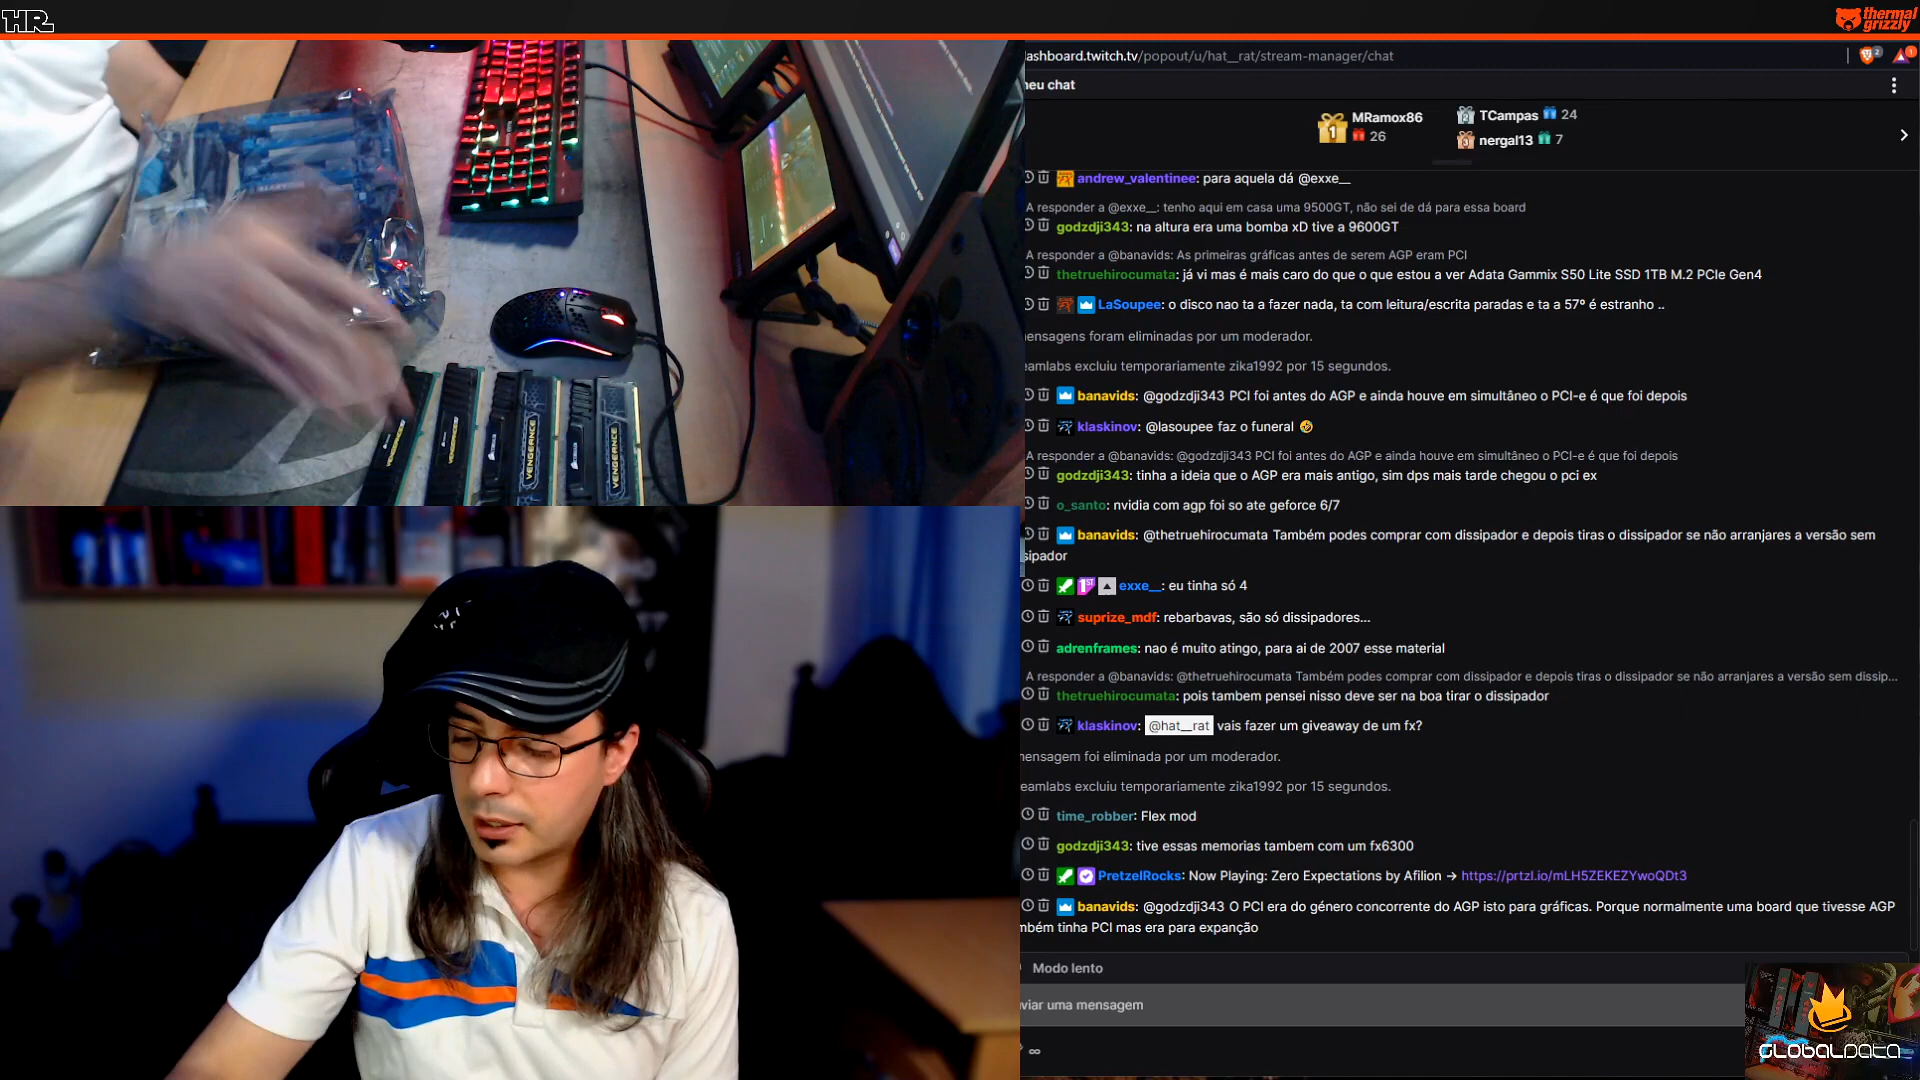 HR.
thermal
grizzly
lashboard.twitch.tv/popout/u/hat__rat/stream-manager/chat
2
1
neu chat
1
MRamox86
26
TCampas 24
nergal13 7
andrew_valentinee: para aquela dá @exxe__
A responder a @exxe__: tenho aqui em casa uma 9500GT, não sei de dá para essa board
godzdji343: na altura era uma bomba xD tive a 9600GT
A responder a @banavids: As primeiras gráficas antes de serem AGP eram PCI
thetruehirocumata: já vi mas é mais caro do que o que estou a ver Adata Gammix S50 Lite SSD 1TB M.2 PCIe Gen4
LaSoupee: o disco nao ta a fazer nada, ta com leitura/escrita paradas e ta a 57º é estranho ..
nensagens foram eliminadas por um moderador.
eamlabs excluiu temporariamente zika1992 por 15 segundos.
banavids: @godzdji343 PCI foi antes do AGP e ainda houve em simultâneo o PCI-e é que foi depois
klaskinov: @lasoupee faz o funeral 🤣
A responder a @banavids: @godzdji343 PCI foi antes do AGP e ainda houve em simultâneo o PCI-e é que foi depois
godzdji343: tinha a ideia que o AGP era mais antigo, sim dps mais tarde chegou o pci ex
o_santo: nvidia com agp foi so ate geforce 6/7
banavids: @thetruehirocumata Também podes comprar com dissipador e depois tiras o dissipador se não arranjares a versão sem
sipador
1ST exxe__: eu tinha só 4
suprize_mdf: rebarbavas, são só dissipadores...
adrenframes: nao é muito atingo, para ai de 2007 esse material
A responder a @banavids: @thetruehirocumata Também podes comprar com dissipador e depois tiras o dissipador se não arranjares a versão sem dissip...
thetruehirocumata: pois tambem pensei nisso deve ser na boa tirar o dissipador
klaskinov: @hat__rat vais fazer um giveaway de um fx?
nensagem foi eliminada por um moderador.
eamlabs excluiu temporariamente zika1992 por 15 segundos.
time_robber: Flex mod
godzdji343: tive essas memorias tambem com um fx6300
PretzelRocks: Now Playing: Zero Expectations by Afilion -> https://prtzl.io/mLH5ZEKEZYwoQDt3
banavids: @godzdji343 O PCI era do género concorrente do AGP isto para gráficas. Porque normalmente uma board que tivesse AGP
mbém tinha PCI mas era para expanção
Modo lento
viar uma mensagem
∞
GLOBALDATA
VENGEANCE
VENGEANCE
VENGEANCE
VENGEANCE